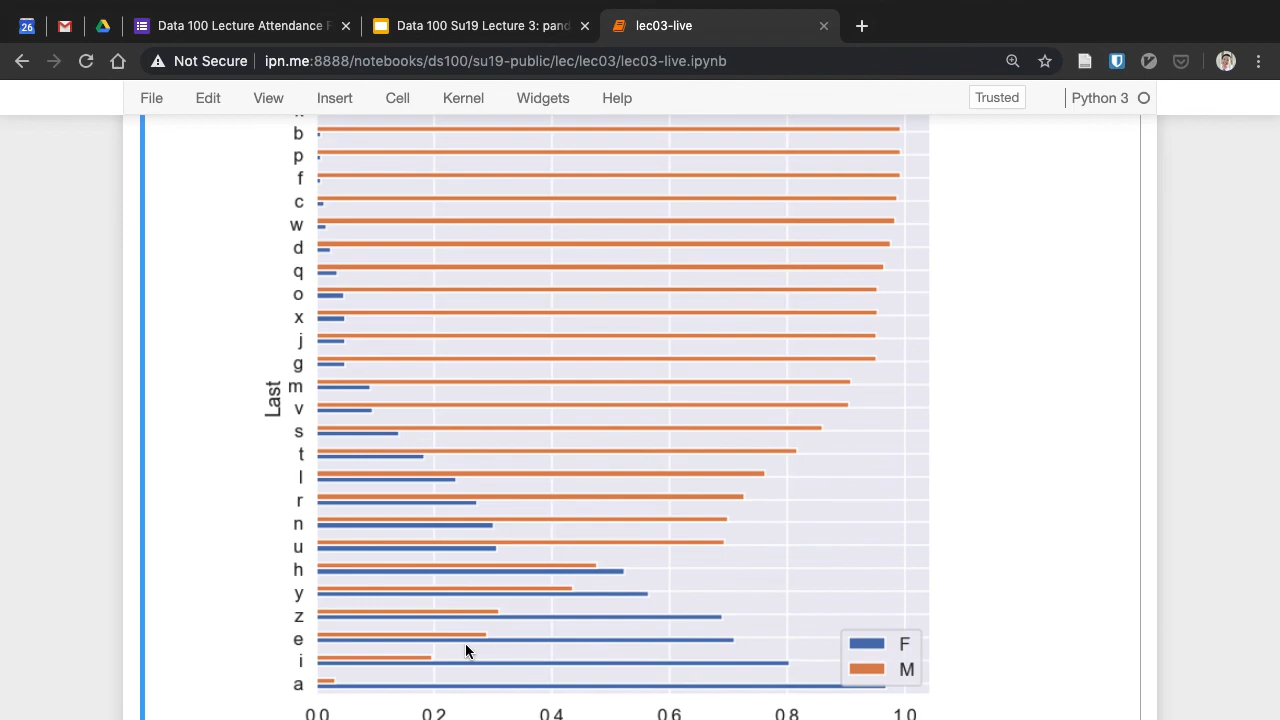 26
Data 100 Lecture Attendance F
Data 100 Su19 Lecture 3: pand
lec03-live
Not Secure
ipn.me:8888/notebooks/ds100/su19-public/lec/lec03/lec03-live.ipynb
File Edit View Insert Cell Kernel Widgets Help
Trusted
Python 3
b
p
f
c
w
d
q
o
x
j
g
Last
m
v
s
t
l
r
n
u
h
y
z
e
i
a
F
M
0.0 0.2 0.4 0.6 0.8 1.0